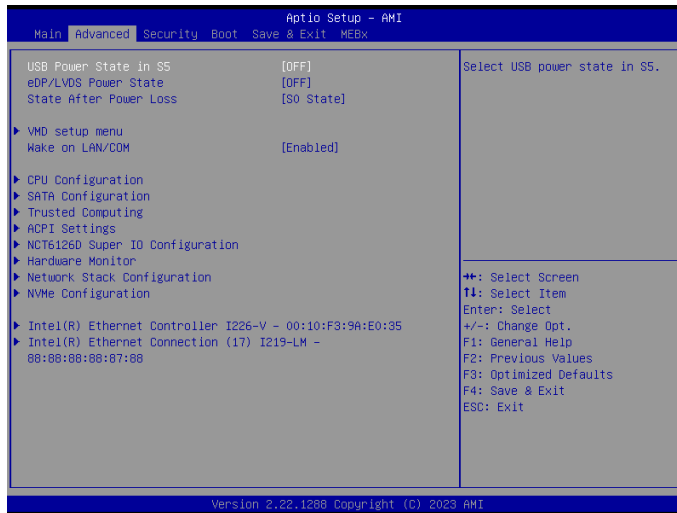 Aptio Setup – AMI
Main Advanced Security Boot Save & Exit MEBx
USB Power State in S5 [OFF] Select USB power state in S5.
eDP/LVDS Power State [OFF]
State After Power Loss [S0 State]
VMD setup menu
Wake on LAN/COM [Enabled]
CPU Configuration
SATA Configuration
Trusted Computing
ACPI Settings
NCT6126D Super IO Configuration
Hardware Monitor
Network Stack Configuration
NVMe Configuration
Intel(R) Ethernet Controller I226-V – 00:10:F3:9A:E0:35
Intel(R) Ethernet Connection (17) I219-LM –
88:88:88:88:87:88
→←: Select Screen
↑↓: Select Item
Enter: Select
+/-: Change Opt.
F1: General Help
F2: Previous Values
F3: Optimized Defaults
F4: Save & Exit
ESC: Exit
Version 2.22.1288 Copyright (C) 2023 AMI